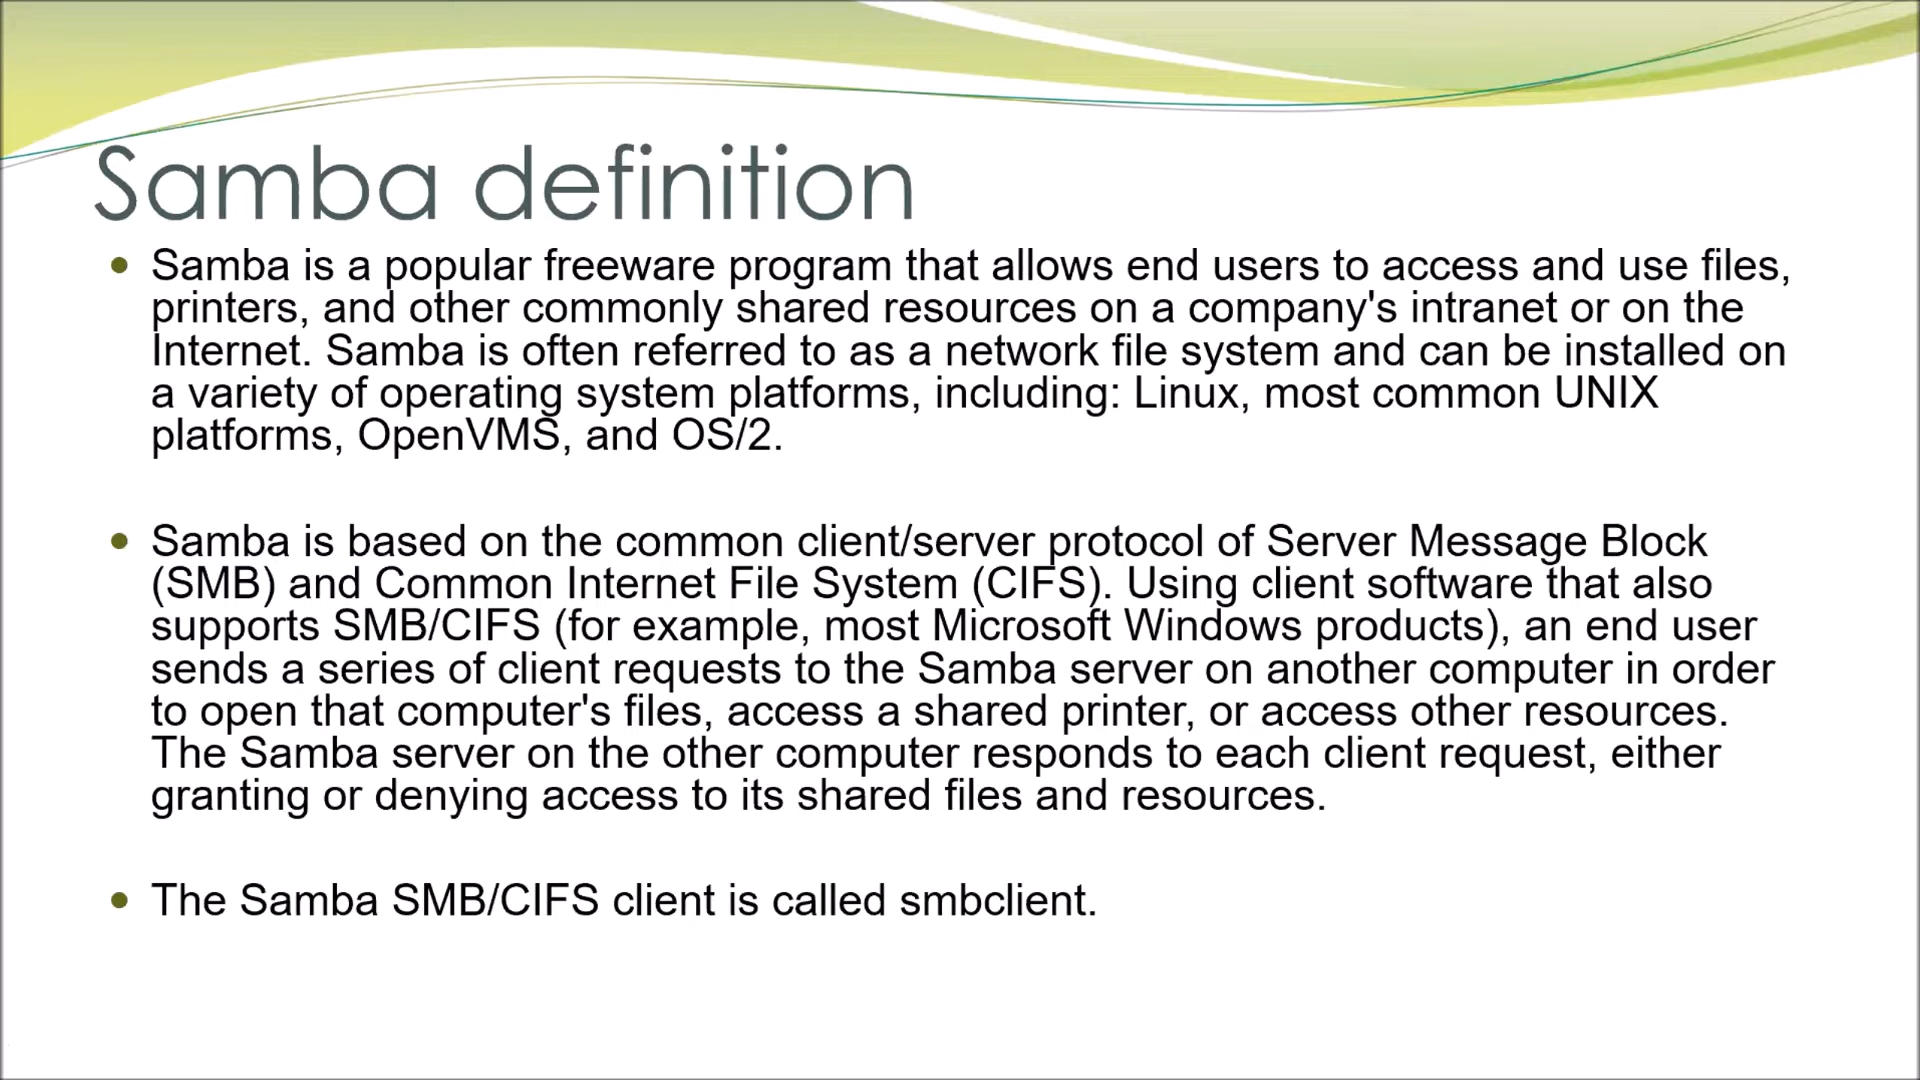 Samba definition
• Samba is a popular freeware program that allows end users to access and use files,
printers, and other commonly shared resources on a company's intranet or on the
Internet. Samba is often referred to as a network file system and can be installed on
a variety of operating system platforms, including: Linux, most common UNIX
platforms, OpenVMS, and OS/2.
• Samba is based on the common client/server protocol of Server Message Block
(SMB) and Common Internet File System (CIFS). Using client software that also
supports SMB/CIFS (for example, most Microsoft Windows products), an end user
sends a series of client requests to the Samba server on another computer in order
to open that computer's files, access a shared printer, or access other resources.
The Samba server on the other computer responds to each client request, either
granting or denying access to its shared files and resources.
• The Samba SMB/CIFS client is called smbclient.